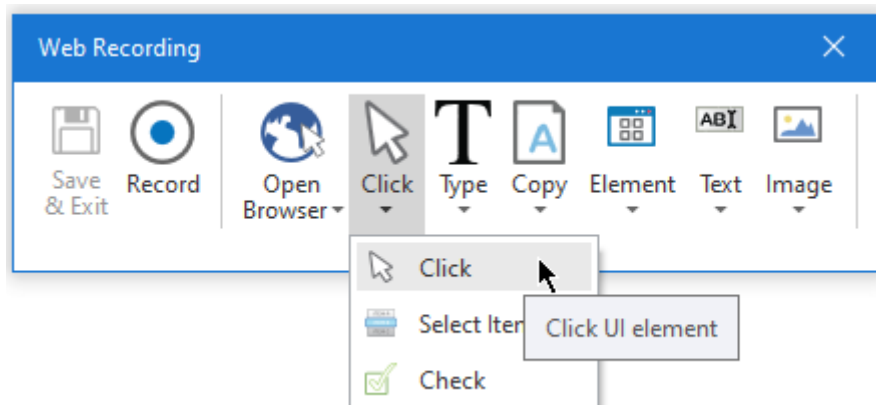 Web Recording
Save
& Exit
Record
Open
Browser
Click
Type
Copy
Element
ABI
Text
Image
A
Click
Select Iter
Click UI element
Check